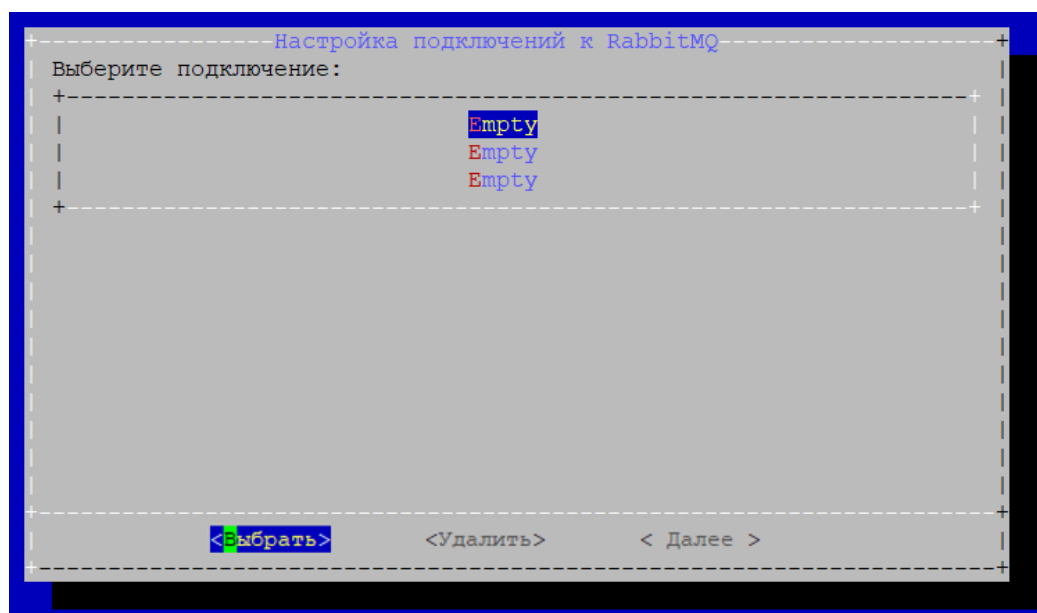 Настройка подключений к RabbitMQ
Выберите подключение:
Empty
Empty
Empty
<Выбрать> <Удалить> < Далее >